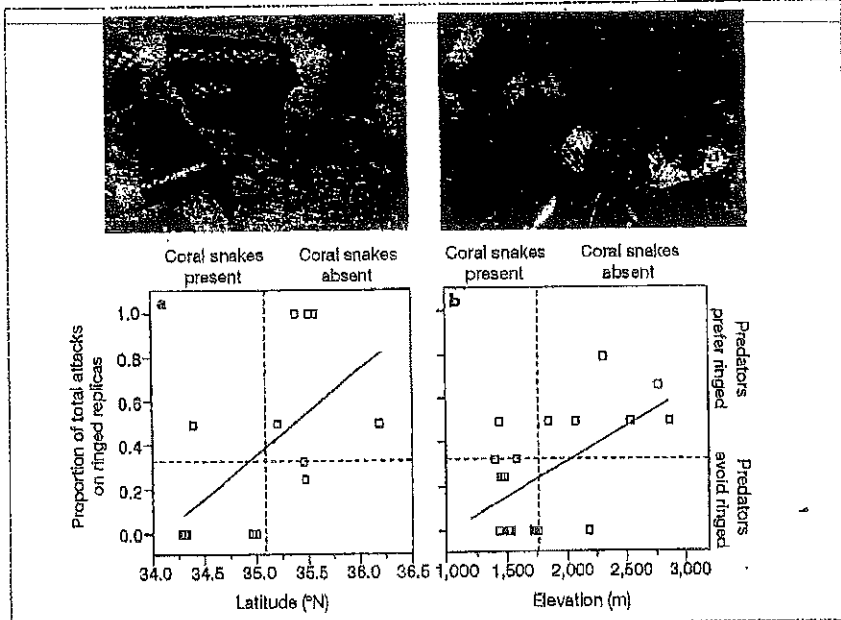 Coral snakes present
Coral snakes absent
Coral snakes present
Coral snakes absent
a
1.0
0.8
0.6
0.4
0.2
0.0
Proportion of total attacks
on ringed replicas
34.0 34.5 35.0 35.5 36.0 36.5
Latitude (°N)
b
Predators prefer ringed
Predators avoid ringed
1,000 1,500 2,000 2,500 3,000
Elevation (m)